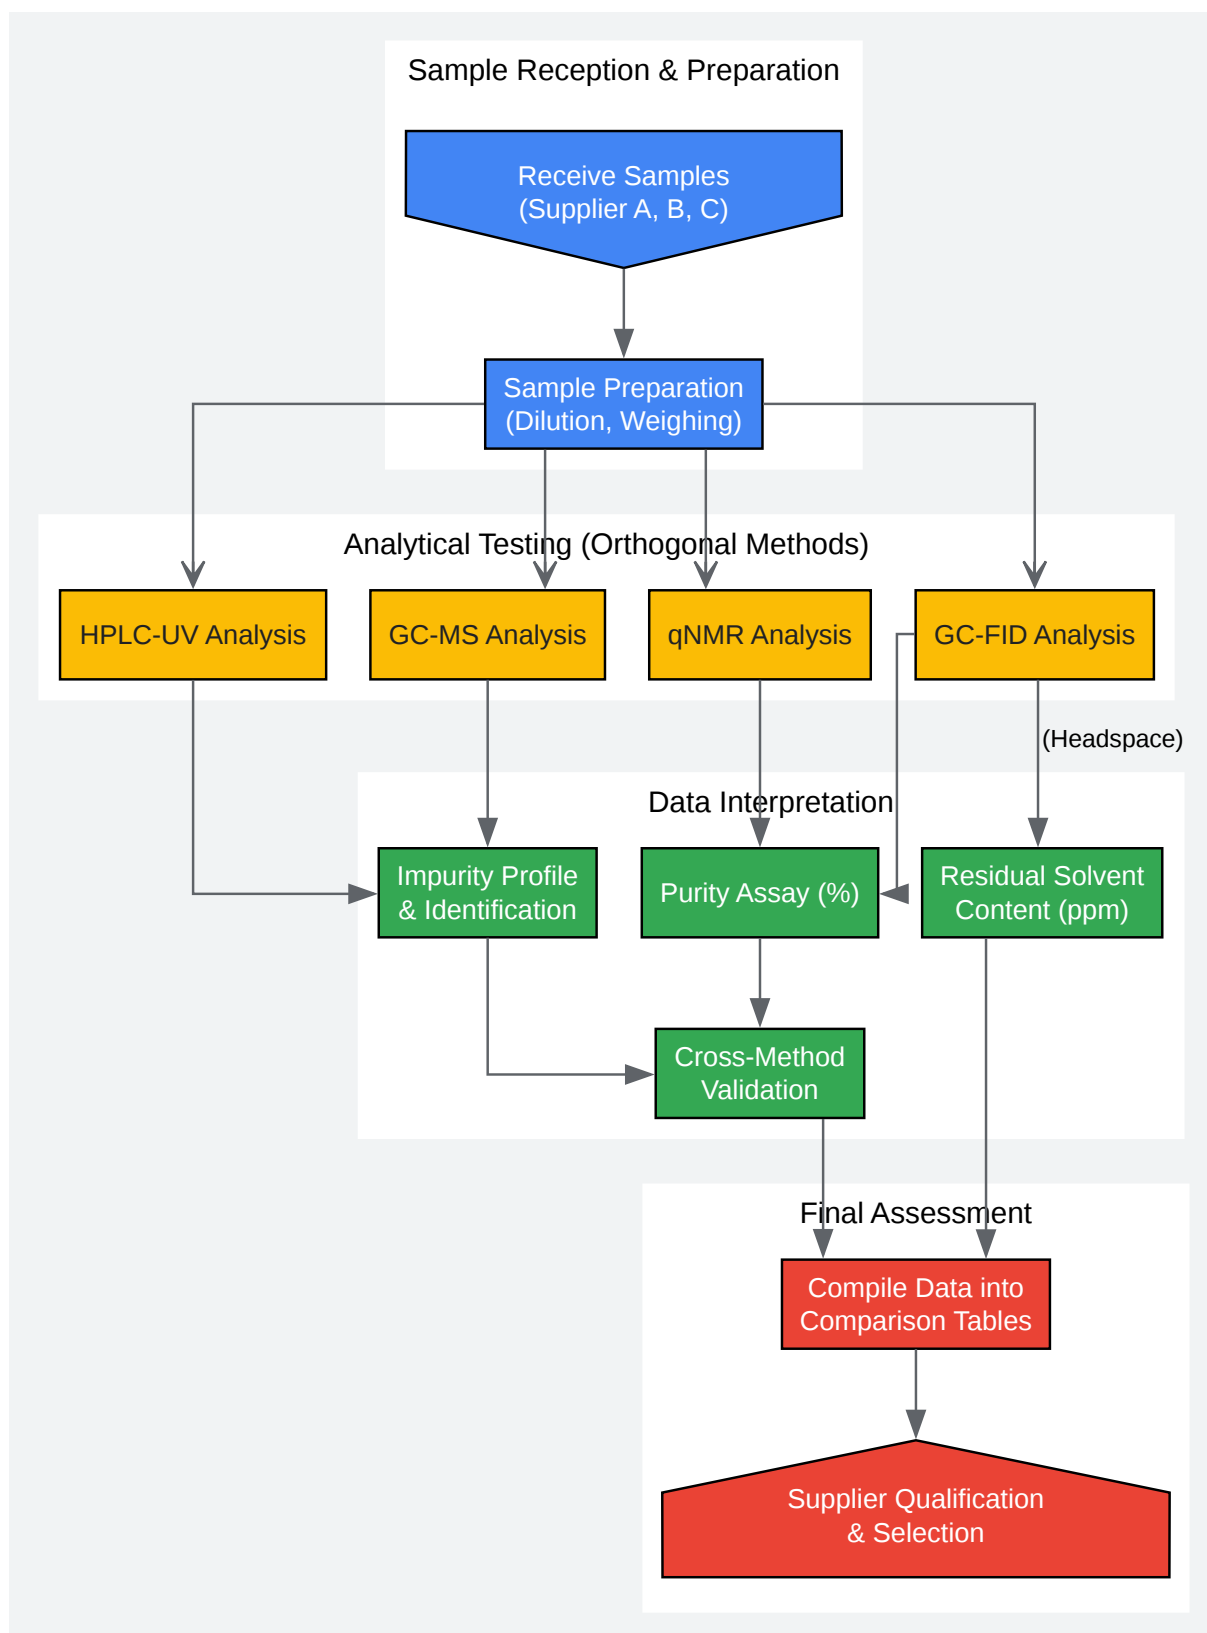 Sample Reception & Preparation
Receive Samples
(Supplier A, B, C)
Sample Preparation
(Dilution, Weighing)
Analytical Testing (Orthogonal Methods)
HPLC-UV Analysis
GC-MS Analysis
qNMR Analysis
GC-FID Analysis
(Headspace)
Data Interpretation
Impurity Profile
& Identification
Purity Assay (%)
Residual Solvent
Content (ppm)
Cross-Method
Validation
Final Assessment
Compile Data into
Comparison Tables
Supplier Qualification
& Selection